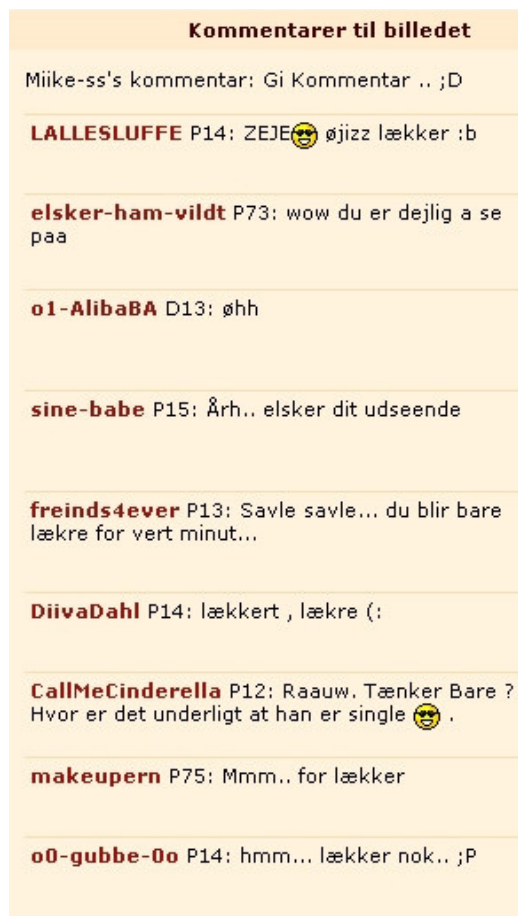 Kommentarer til billedet
Miike-ss's kommentar: Gi Kommentar .. ;D
LALLESLUFFE P14: ZEJE😎 øjizz lækker :b
elsker-ham-vildt P73: wow du er dejlig a se
paa
o1-AlibaBA D13: øhh
sine-babe P15: Årh.. elsker dit udseende
freinds4ever P13: Savle savle... du blir bare
lækre for vert minut...
DiivaDahl P14: lækkert , lækre (:
CallMeCinderella P12: Raauw. Tænker Bare ?
Hvor er det underligt at han er single 😎 .
makeupern P75: Mmm.. for lækker
o0-gubbe-0o P14: hmm... lækker nok.. ;P